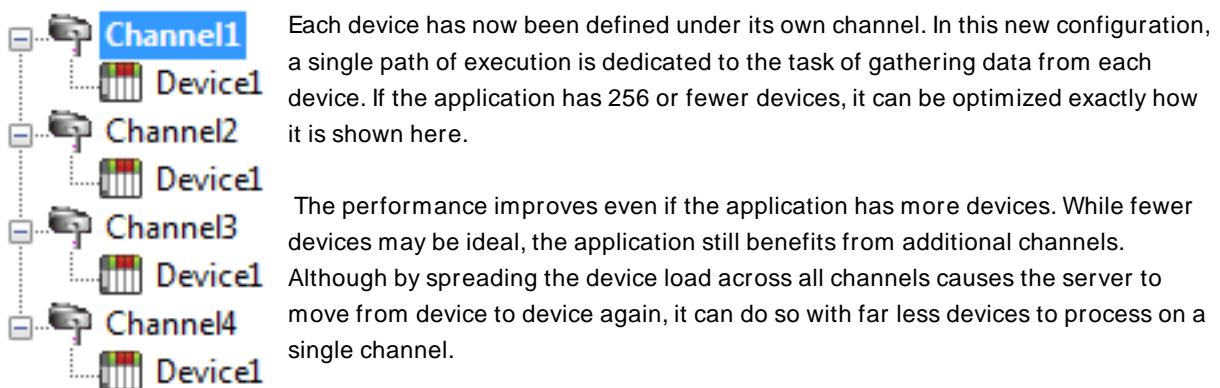 Channel1
Device1
Channel2
Device1
Channel3
Device1
Channel4
Device1
Each device has now been defined under its own channel. In this new configuration,
a single path of execution is dedicated to the task of gathering data from each
device. If the application has 256 or fewer devices, it can be optimized exactly how
it is shown here.
The performance improves even if the application has more devices. While fewer
devices may be ideal, the application still benefits from additional channels.
Although by spreading the device load across all channels causes the server to
move from device to device again, it can do so with far less devices to process on a
single channel.